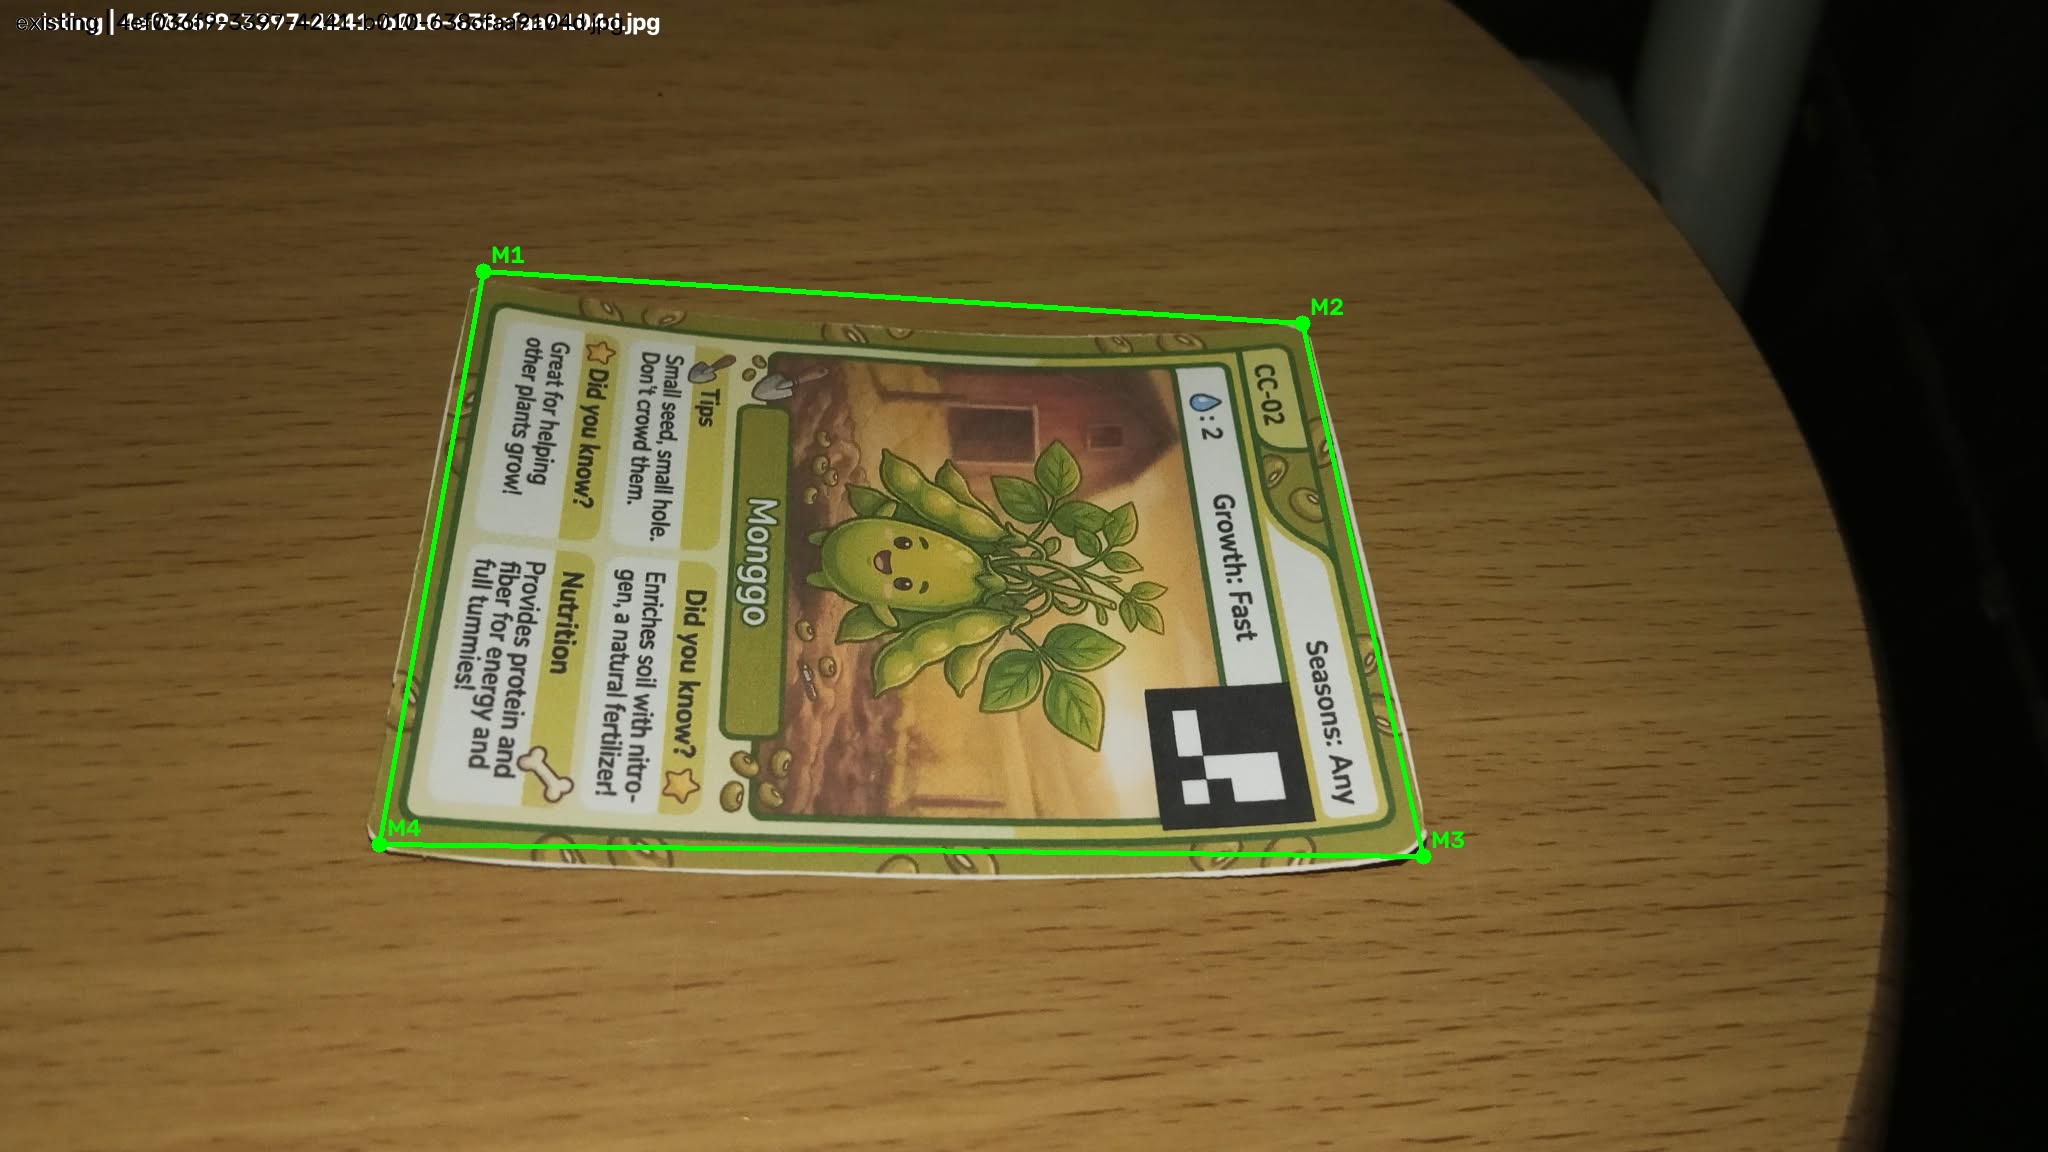 M1
M2
M3
M4
CC-02
Seasons: Any
: 2
Growth: Fast
Monggo
Tips
Small seed, small hole.
Don't crowd them.
Did you know?
Enriches soil with nitro-
gen, a natural fertilizer!
Did you know?
Great for helping
other plants grow!
Nutrition
Provides protein and
fiber for energy and
full tummies!